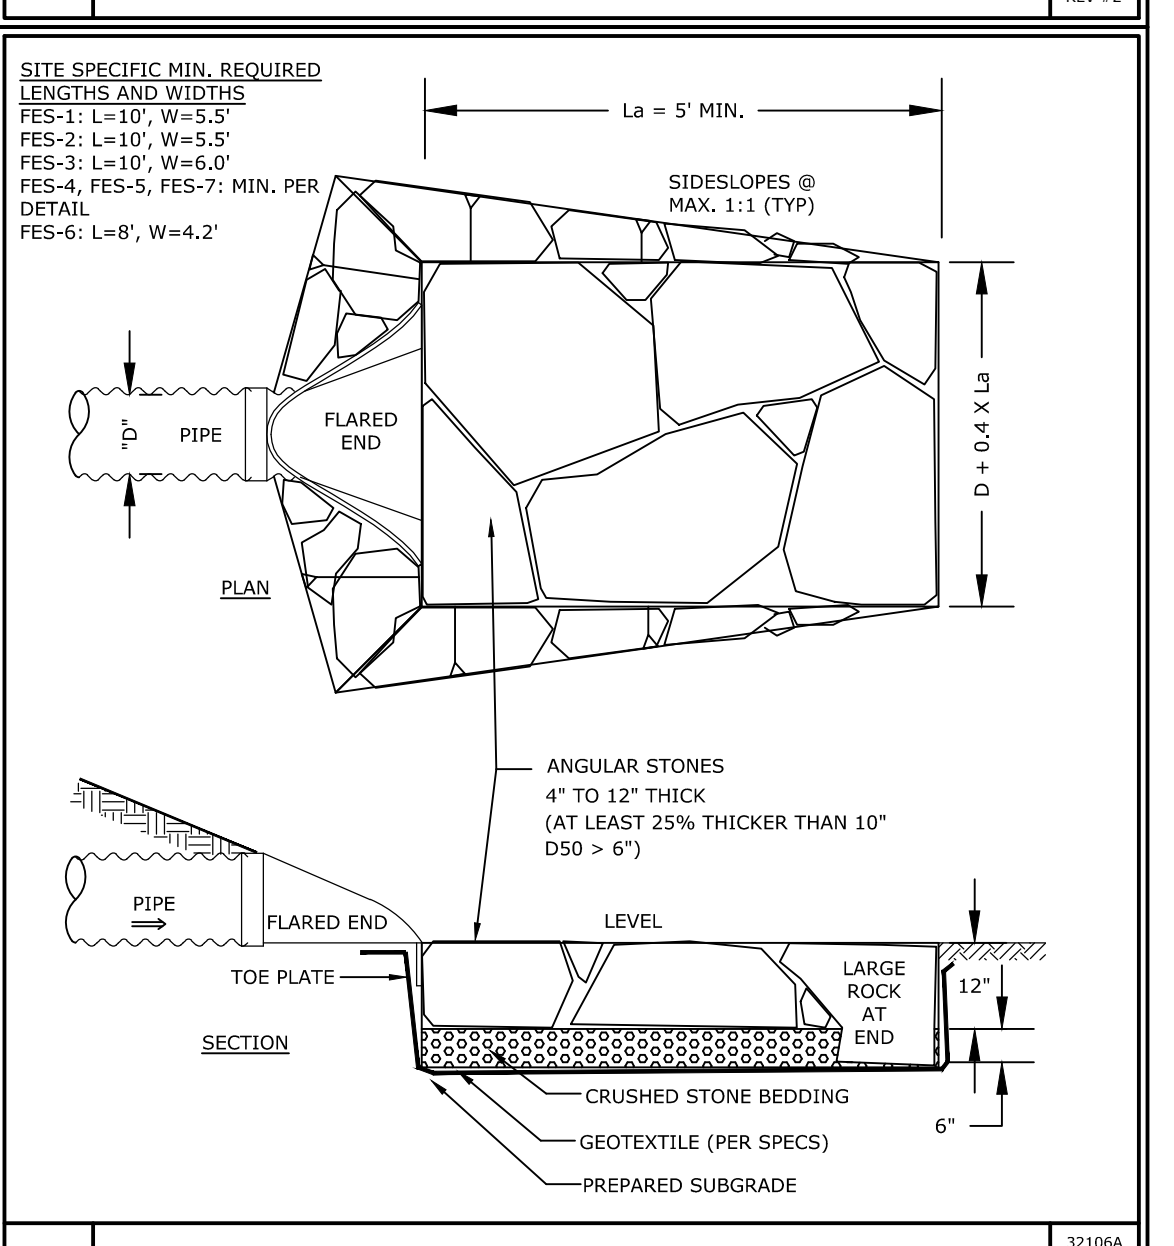 SITE SPECIFIC MIN. REQUIRED
LENGTHS AND WIDTHS
FES-1: L=10', W=5.5'
FES-2: L=10', W=5.5'
FES-3: L=10', W=6.0'
FES-4, FES-5, FES-7: MIN. PER
DETAIL
FES-6: L=8', W=4.2'
La = 5' MIN.
SIDESLOPES @
MAX. 1:1 (TYP)
"D"
PIPE
FLARED
END
D + 0.4 X La
PLAN
ANGULAR STONES
4" TO 12" THICK
(AT LEAST 25% THICKER THAN 10"
D50 > 6")
PIPE
FLARED END
LEVEL
TOE PLATE
LARGE
ROCK
AT
END
12"
SECTION
CRUSHED STONE BEDDING
6"
GEOTEXTILE (PER SPECS)
PREPARED SUBGRADE
32106A